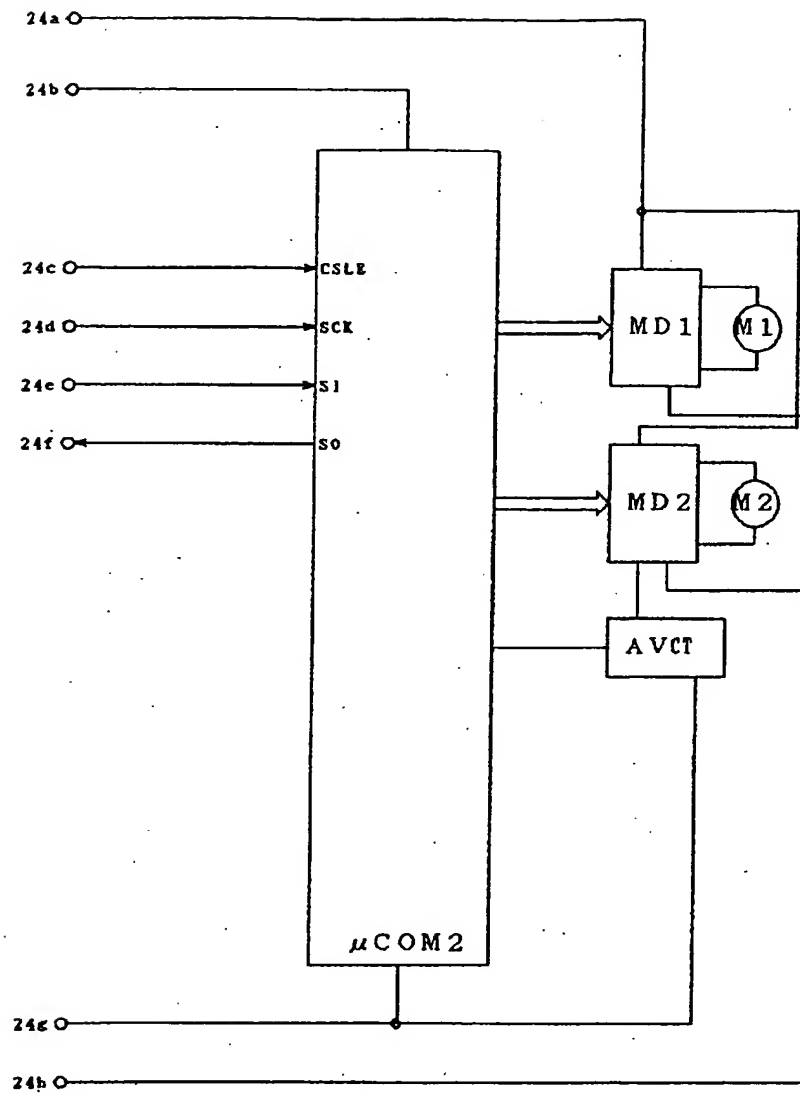 24a
24b
24c
CSLE
24d
SCK
MD1
M1
24e
SI
24f
SO
MD2
M2
AVCT
μCOM2
24g
24h